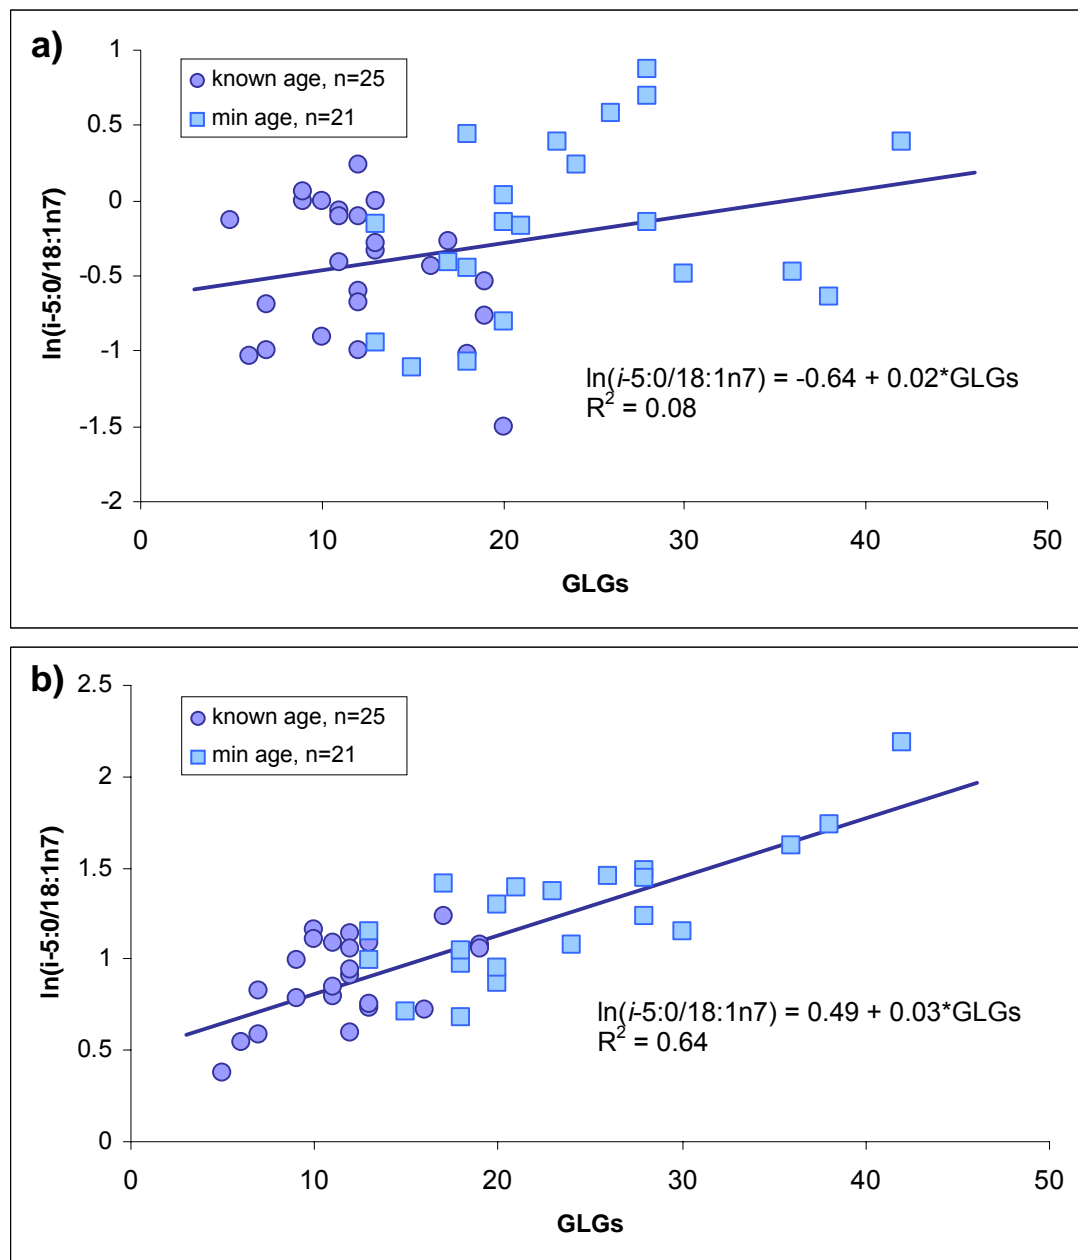 a)
1
0.5
0
-0.5
-1
-1.5
-2
ln(i-5:0/18:1n7)
known age, n=25
min age, n=21
ln(i-5:0/18:1n7) = -0.64 + 0.02*GLGs
R² = 0.08
0 10 20 30 40 50
GLGs
b)
2.5
2
1.5
1
0.5
0
ln(i-5:0/18:1n7)
known age, n=25
min age, n=21
ln(i-5:0/18:1n7) = 0.49 + 0.03*GLGs
R² = 0.64
0 10 20 30 40 50
GLGs